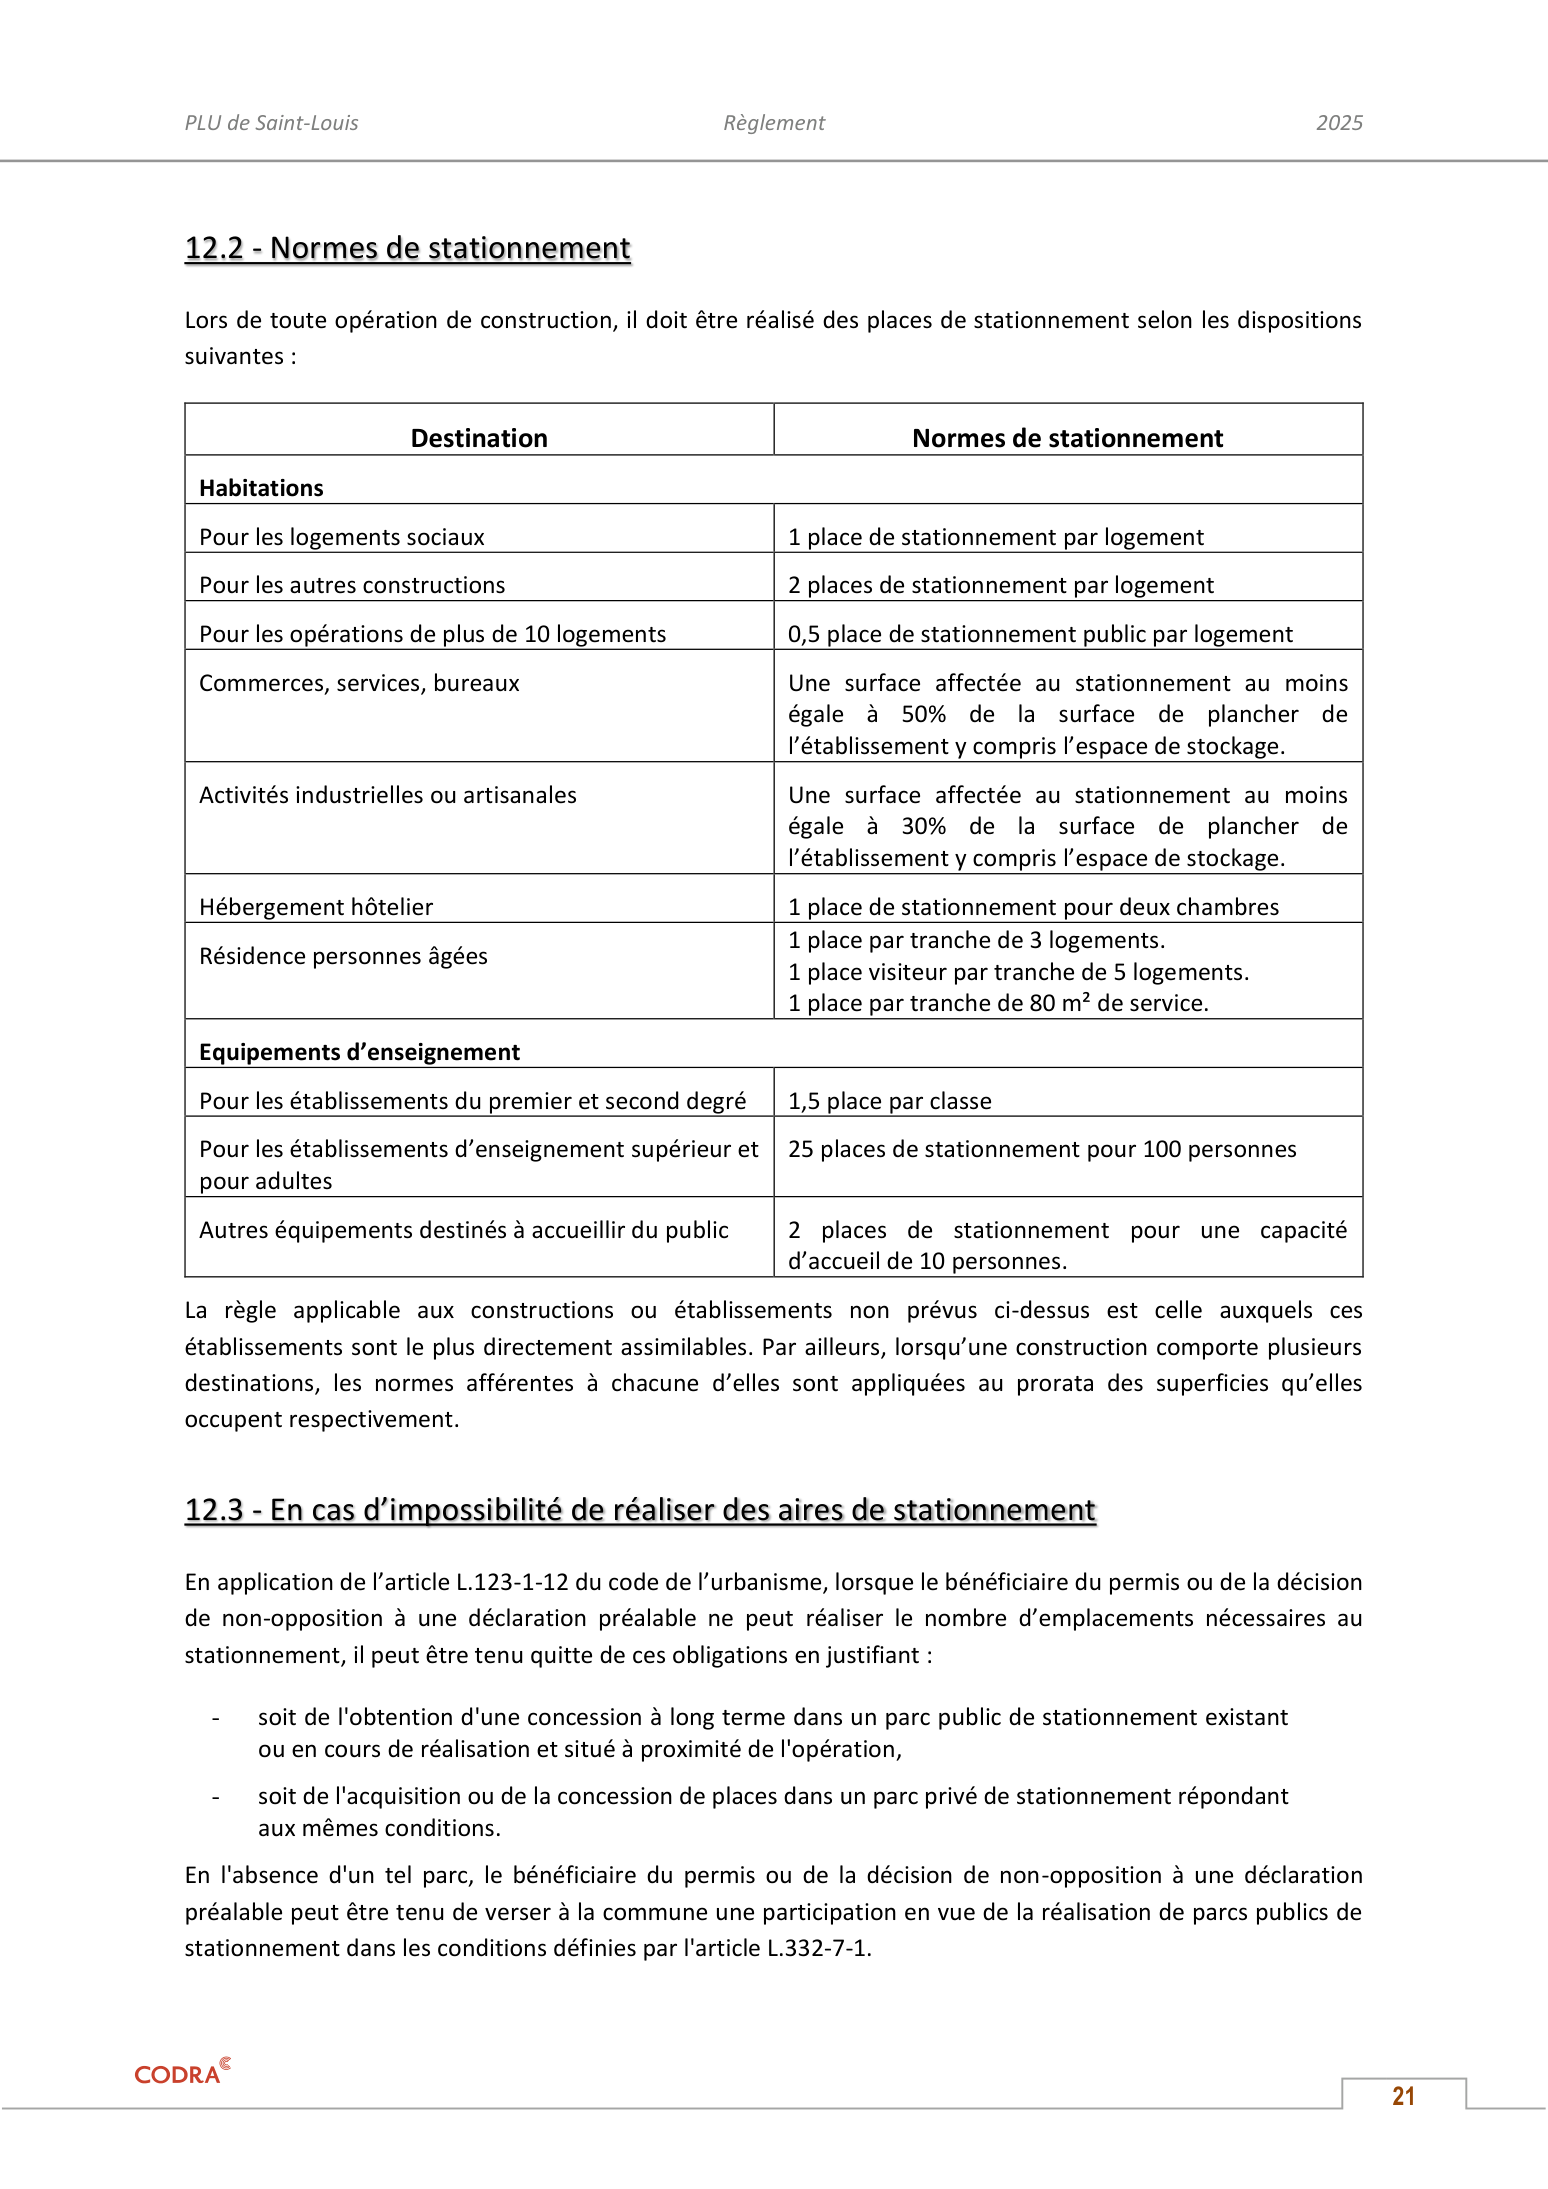 PLU de Saint-Louis Règlement 2025
12.2 - Normes de stationnement
Lors de toute opération de construction, il doit être réalisé des places de stationnement selon les dispositions
suivantes :
Destination Normes de stationnement
Habitations
Pour les logements sociaux 1 place de stationnement par logement
Pour les autres constructions 2 places de stationnement par logement
Pour les opérations de plus de 10 logements 0,5 place de stationnement public par logement
Commerces, services, bureaux Une surface affectée au stationnement au moins
égale à 50% de la surface de plancher de
l’établissement y compris l’espace de stockage.
Activités industrielles ou artisanales Une surface affectée au stationnement au moins
égale à 30% de la surface de plancher de
l’établissement y compris l’espace de stockage.
Hébergement hôtelier 1 place de stationnement pour deux chambres
Résidence personnes âgées 1 place par tranche de 3 logements.
1 place visiteur par tranche de 5 logements.
1 place par tranche de 80 m² de service.
Equipements d’enseignement
Pour les établissements du premier et second degré 1,5 place par classe
Pour les établissements d’enseignement supérieur et 25 places de stationnement pour 100 personnes
pour adultes
Autres équipements destinés à accueillir du public 2 places de stationnement pour une capacité
d’accueil de 10 personnes.
La règle applicable aux constructions ou établissements non prévus ci-dessus est celle auxquels ces
établissements sont le plus directement assimilables. Par ailleurs, lorsqu’une construction comporte plusieurs
destinations, les normes afférentes à chacune d’elles sont appliquées au prorata des superficies qu’elles
occupent respectivement.
12.3 - En cas d’impossibilité de réaliser des aires de stationnement
En application de l’article L.123-1-12 du code de l’urbanisme, lorsque le bénéficiaire du permis ou de la décision
de non-opposition à une déclaration préalable ne peut réaliser le nombre d’emplacements nécessaires au
stationnement, il peut être tenu quitte de ces obligations en justifiant :
- soit de l'obtention d'une concession à long terme dans un parc public de stationnement existant
ou en cours de réalisation et situé à proximité de l'opération,
- soit de l'acquisition ou de la concession de places dans un parc privé de stationnement répondant
aux mêmes conditions.
En l'absence d'un tel parc, le bénéficiaire du permis ou de la décision de non-opposition à une déclaration
préalable peut être tenu de verser à la commune une participation en vue de la réalisation de parcs publics de
stationnement dans les conditions définies par l'article L.332-7-1.
CODRA
21